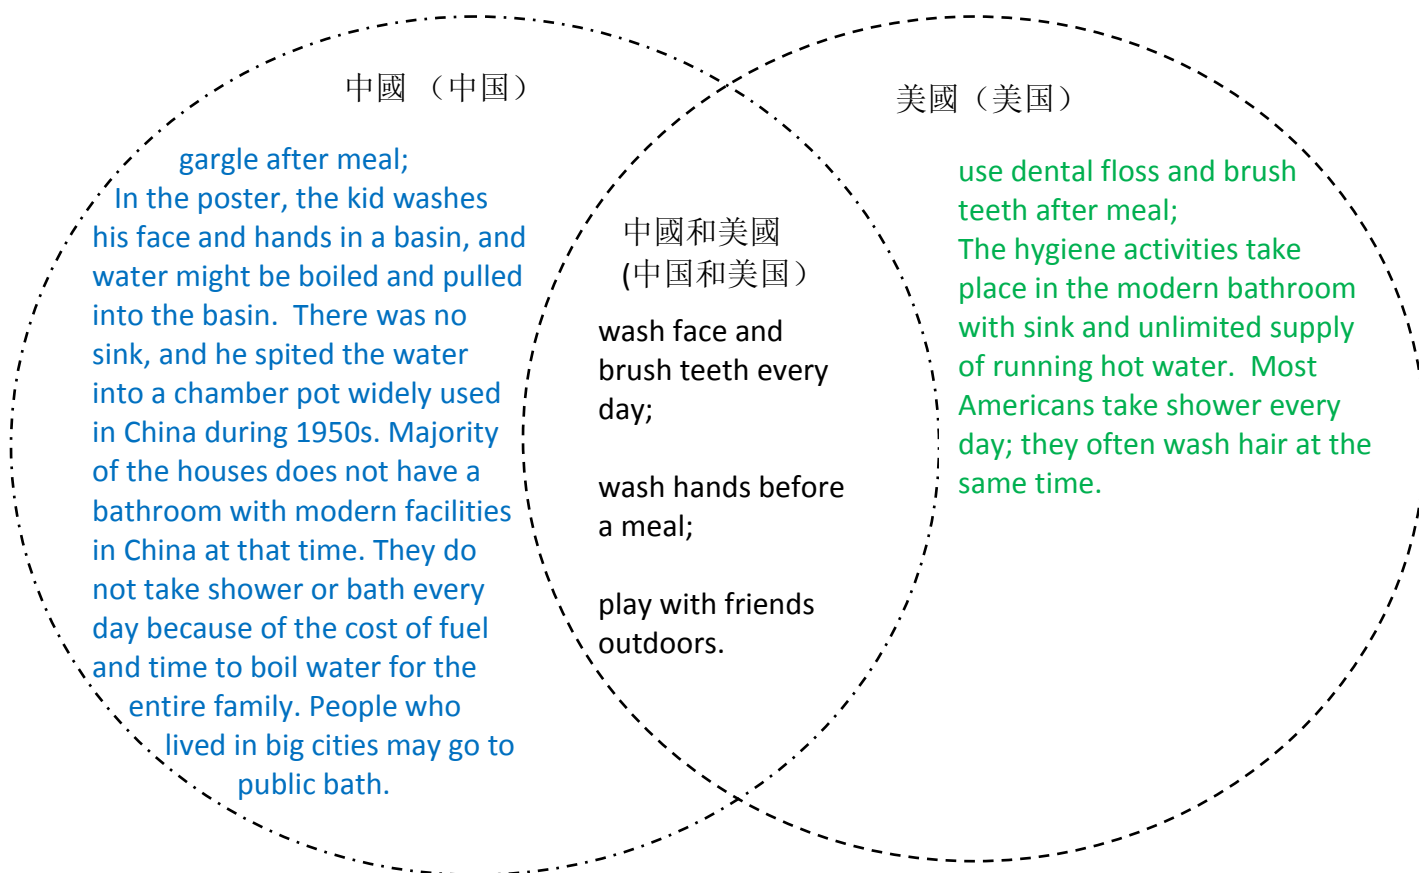 中國 （中国）
gargle after meal;
In the poster, the kid washes
his face and hands in a basin, and
water might be boiled and pulled
into the basin.  There was no
sink, and he spited the water
into a chamber pot widely used
in China during 1950s. Majority
of the houses does not have a
bathroom with modern facilities
in China at that time. They do
not take shower or bath every
day because of the cost of fuel
and time to boil water for the
entire family. People who
lived in big cities may go to
public bath.
中國和美國
(中国和美国）
wash face and
brush teeth every
day;
wash hands before
a meal;
play with friends
outdoors.
美國（美国）
use dental floss and brush
teeth after meal;
The hygiene activities take
place in the modern bathroom
with sink and unlimited supply
of running hot water.  Most
Americans take shower every
day; they often wash hair at the
same time.